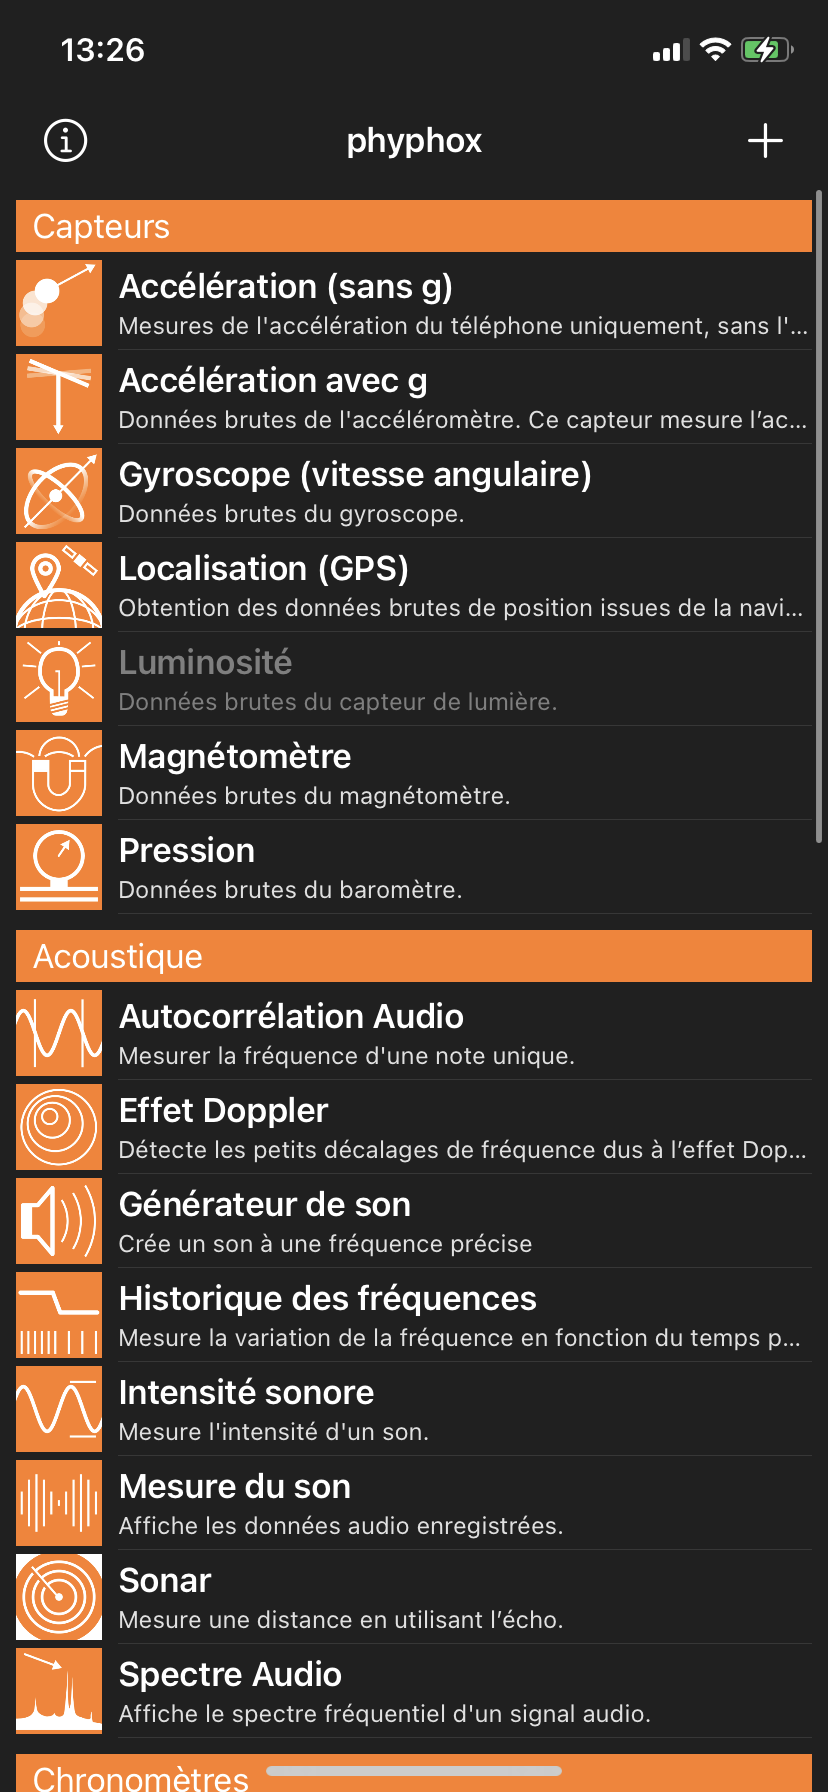 13:26
phyphox
Capteurs
Accélération (sans g)
Mesures de l'accélération du téléphone uniquement, sans l'...
Accélération avec g
Données brutes de l'accéléromètre. Ce capteur mesure l’ac...
Gyroscope (vitesse angulaire)
Données brutes du gyroscope.
Localisation (GPS)
Obtention des données brutes de position issues de la navi...
Luminosité
Données brutes du capteur de lumière.
Magnétomètre
Données brutes du magnétomètre.
Pression
Données brutes du baromètre.
Acoustique
Autocorrélation Audio
Mesurer la fréquence d'une note unique.
Effet Doppler
Détecte les petits décalages de fréquence dus à l’effet Dop...
Générateur de son
Crée un son à une fréquence précise
Historique des fréquences
Mesure la variation de la fréquence en fonction du temps p...
Intensité sonore
Mesure l'intensité d'un son.
Mesure du son
Affiche les données audio enregistrées.
Sonar
Mesure une distance en utilisant l’écho.
Spectre Audio
Affiche le spectre fréquentiel d'un signal audio.
Chronomètres